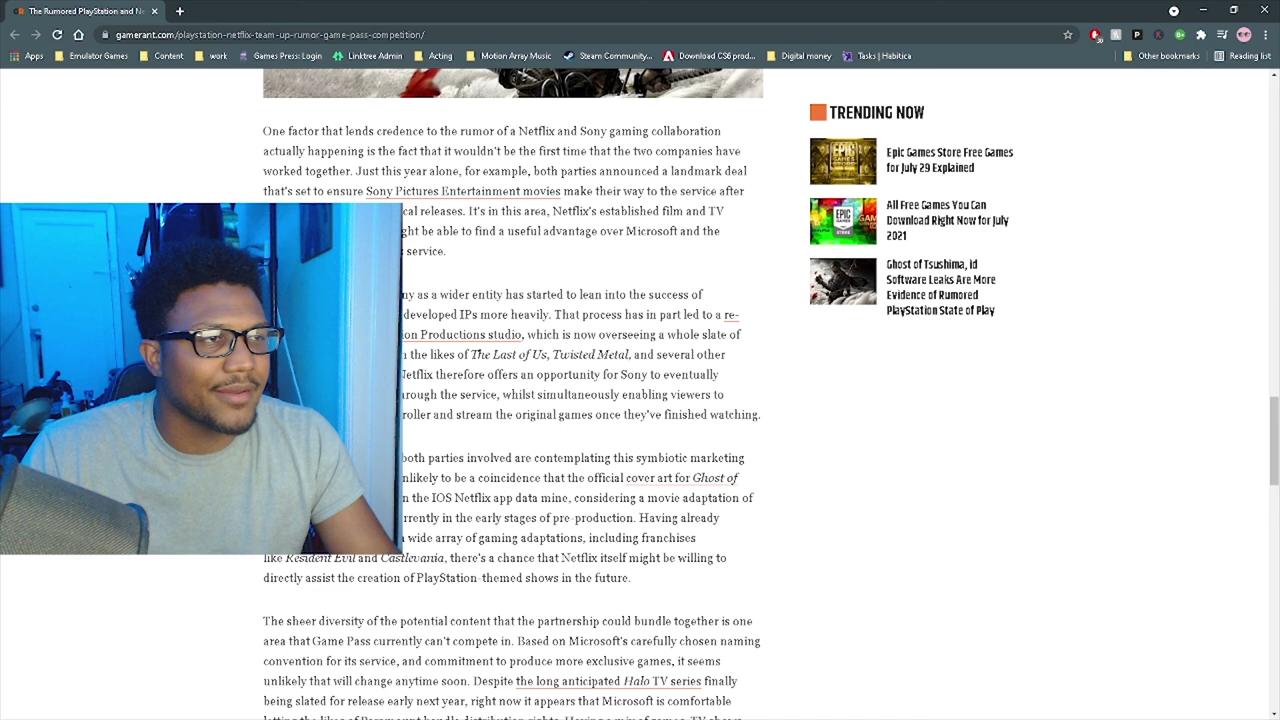 The Rumored PlayStation and Ne
gamerant.com/playstation-netflix-team-up-rumor-game-pass-competition/
Apps
Emulator Games
Content
work
Games Press: Login
Linktree Admin
Acting
Motion Array Music
Steam Community...
Download CS6 prod...
Digital money
Tasks | Habitica
Other bookmarks
Reading list
One factor that lends credence to the rumor of a Netflix and Sony gaming collaboration
actually happening is the fact that it wouldn't be the first time that the two companies have
worked together. Just this year alone, for example, both parties announced a landmark deal
that's set to ensure Sony Pictures Entertainment movies make their way to the service after
cal releases. It's in this area, Netflix's established film and TV
ght be able to find a useful advantage over Microsoft and the
s service.
ny as a wider entity has started to lean into the success of
developed IPs more heavily. That process has in part led to a re-
ion Productions studio, which is now overseeing a whole slate of
h the likes of The Last of Us, Twisted Metal, and several other
Netflix therefore offers an opportunity for Sony to eventually
hrough the service, whilst simultaneously enabling viewers to
roller and stream the original games once they've finished watching.
both parties involved are contemplating this symbiotic marketing
nlikely to be a coincidence that the official cover art for Ghost of
n the IOS Netflix app data mine, considering a movie adaptation of
rrently in the early stages of pre-production. Having already
wide array of gaming adaptations, including franchises
like Resident Evil and Castlevania, there's a chance that Netflix itself might be willing to
directly assist the creation of PlayStation-themed shows in the future.
The sheer diversity of the potential content that the partnership could bundle together is one
area that Game Pass currently can't compete in. Based on Microsoft's carefully chosen naming
convention for its service, and commitment to produce more exclusive games, it seems
unlikely that will change anytime soon. Despite the long anticipated Halo TV series finally
being slated for release early next year, right now it appears that Microsoft is comfortable
TRENDING NOW
EPIC
Epic Games Store Free Games
for July 29 Explained
EPIC
All Free Games You Can
Download Right Now for July
2021
Ghost of Tsushima, id
Software Leaks Are More
Evidence of Rumored
PlayStation State of Play